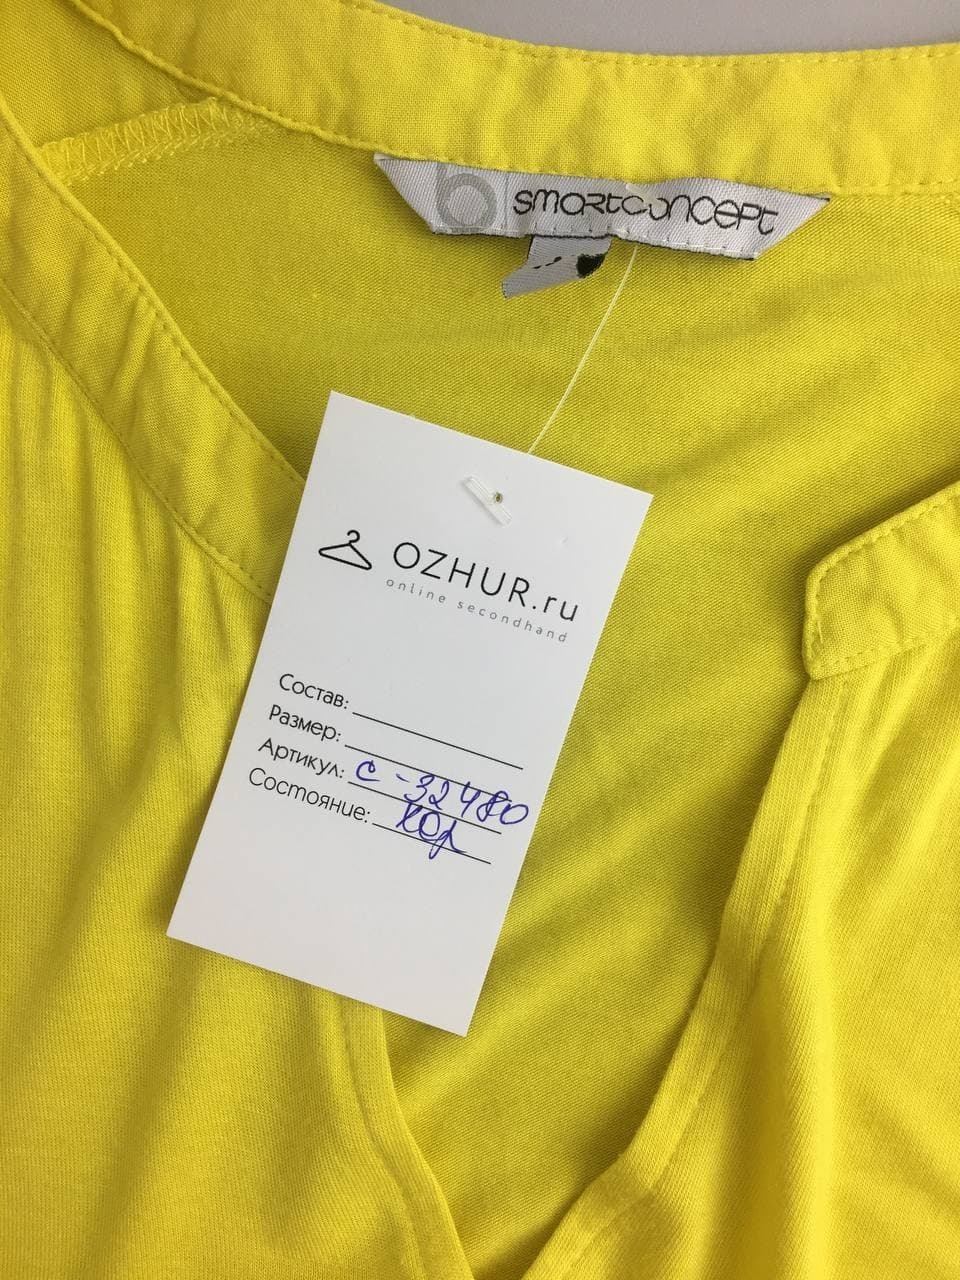 b smartconcept
OZHUR.ru
online secondhand
Состав:
Размер:
Артикул: С - 32480
Состояние: хор